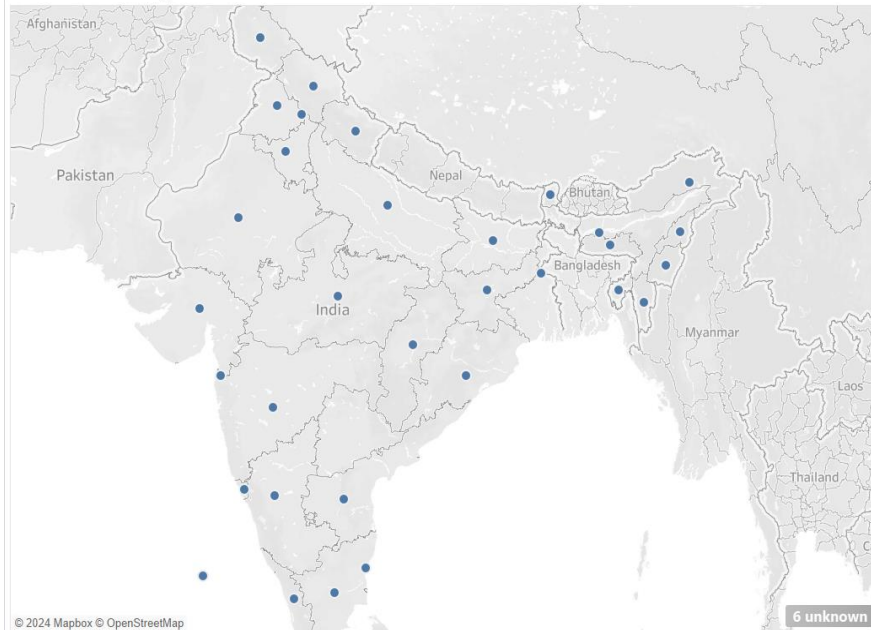 Afghanistan
Pakistan
Nepal
Bhutan
Bangladesh
India
Myanmar
Laos
Thailand
C
© 2024 Mapbox © OpenStreetMap
6 unknown